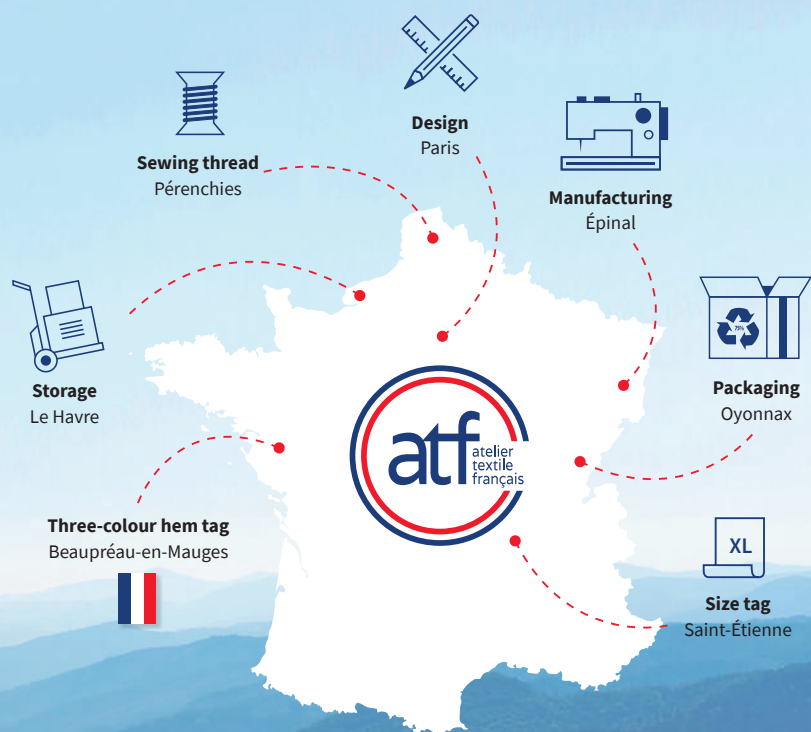 Design
Paris
Sewing thread
Pérenchies
Manufacturing
Épinal
Storage
Le Havre
Packaging
Oyonnax
75%
atf
atelier
textile
français
Three-colour hem tag
Beaupréau-en-Mauges
XL
Size tag
Saint-Étienne